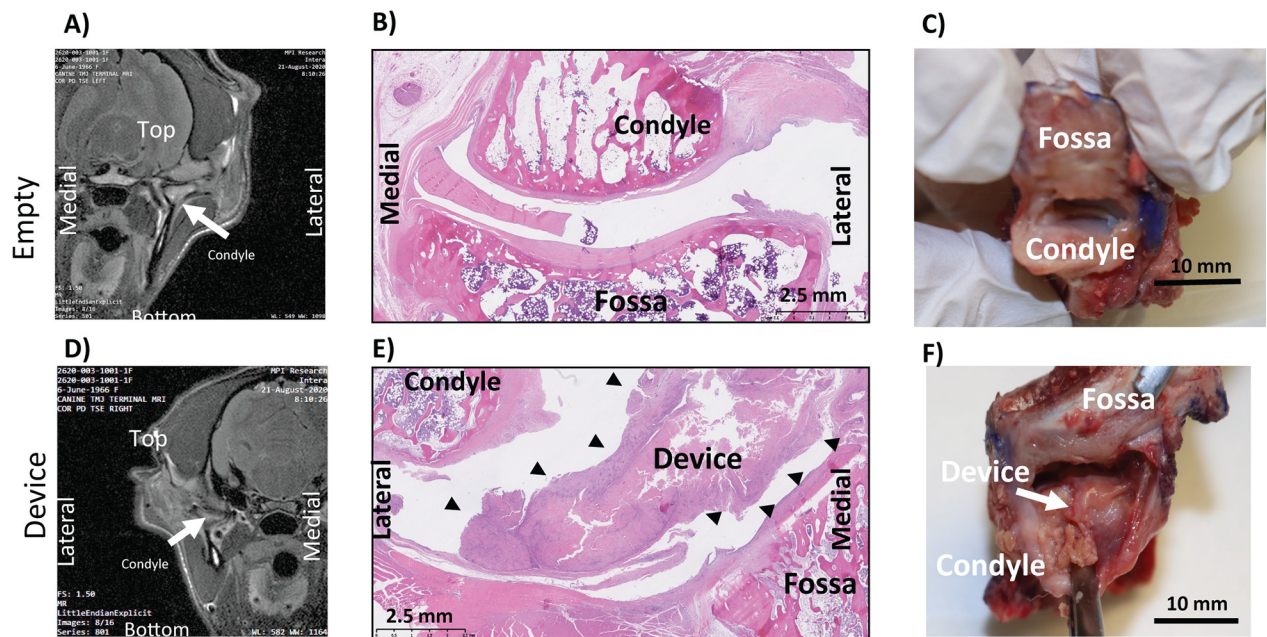 A)
2620-003-1001-1F
2620-003-1001-1F
6-June-1966 F
CANINE TMJ TERMINAL MRI
COR PD TSE LEFT
MPI Research
Intera
21-August-2020
8:10:26
Top
Medial
Lateral
Condyle
FS: 1.50
MR
LittleEndianExplicit
Images: 8/16
Series: 501
Bottom
WL: 549 WW: 1098
Empty
B)
Condyle
Medial
Lateral
Fossa
2.5 mm
C)
Fossa
Condyle
10 mm
D)
2620-003-1001-1F
2620-003-1001-1F
6-June-1966 F
CANINE TMJ TERMINAL MRI
COR PD TSE RIGHT
MPI Research
Intera
21-August-2020
8:10:26
Top
Lateral
Medial
Condyle
FS: 1.50
MR
LittleEndianExplicit
Images: 8/16
Series: 801
Bottom
WL: 582 WW: 1164
Device
E)
Condyle
Device
Lateral
Medial
Fossa
2.5 mm
F)
Fossa
Device
Condyle
10 mm